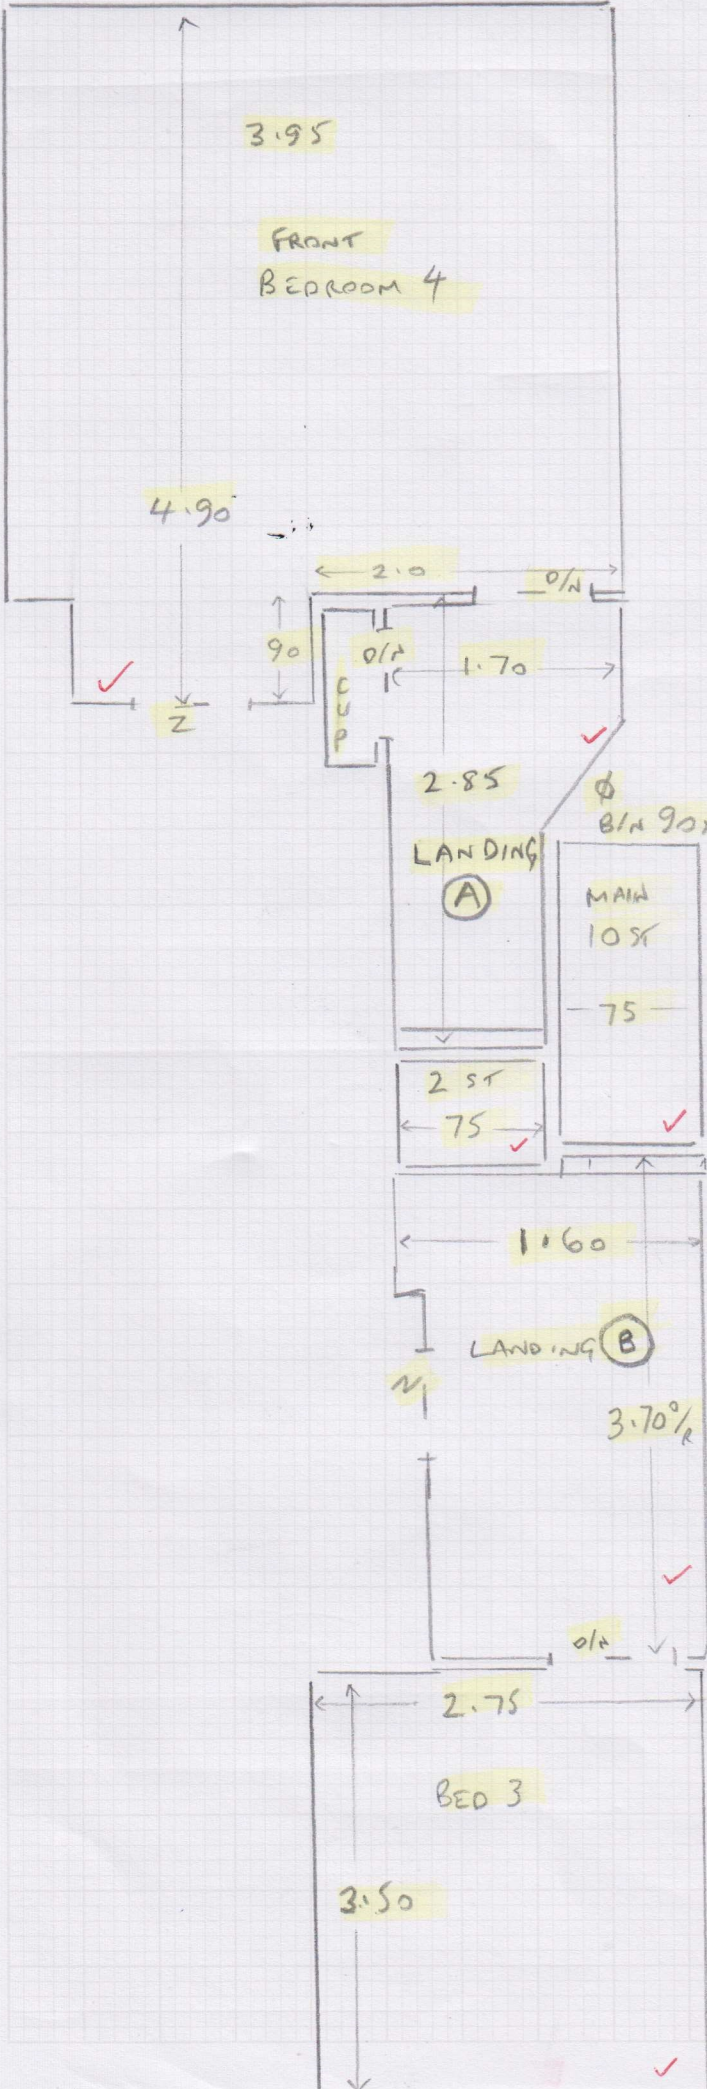 3.95
FRONT
BEDROOM 4
4.90
2.0
O/N
90
O/N
1.70
Z
C
U
P
2.85
Ø
B/N 90
LANDING
A
MAIN
10 ST
75
2 ST
75
1.60
LANDING B
N
3.70 O/R
O/N
2.75
BED 3
3.50